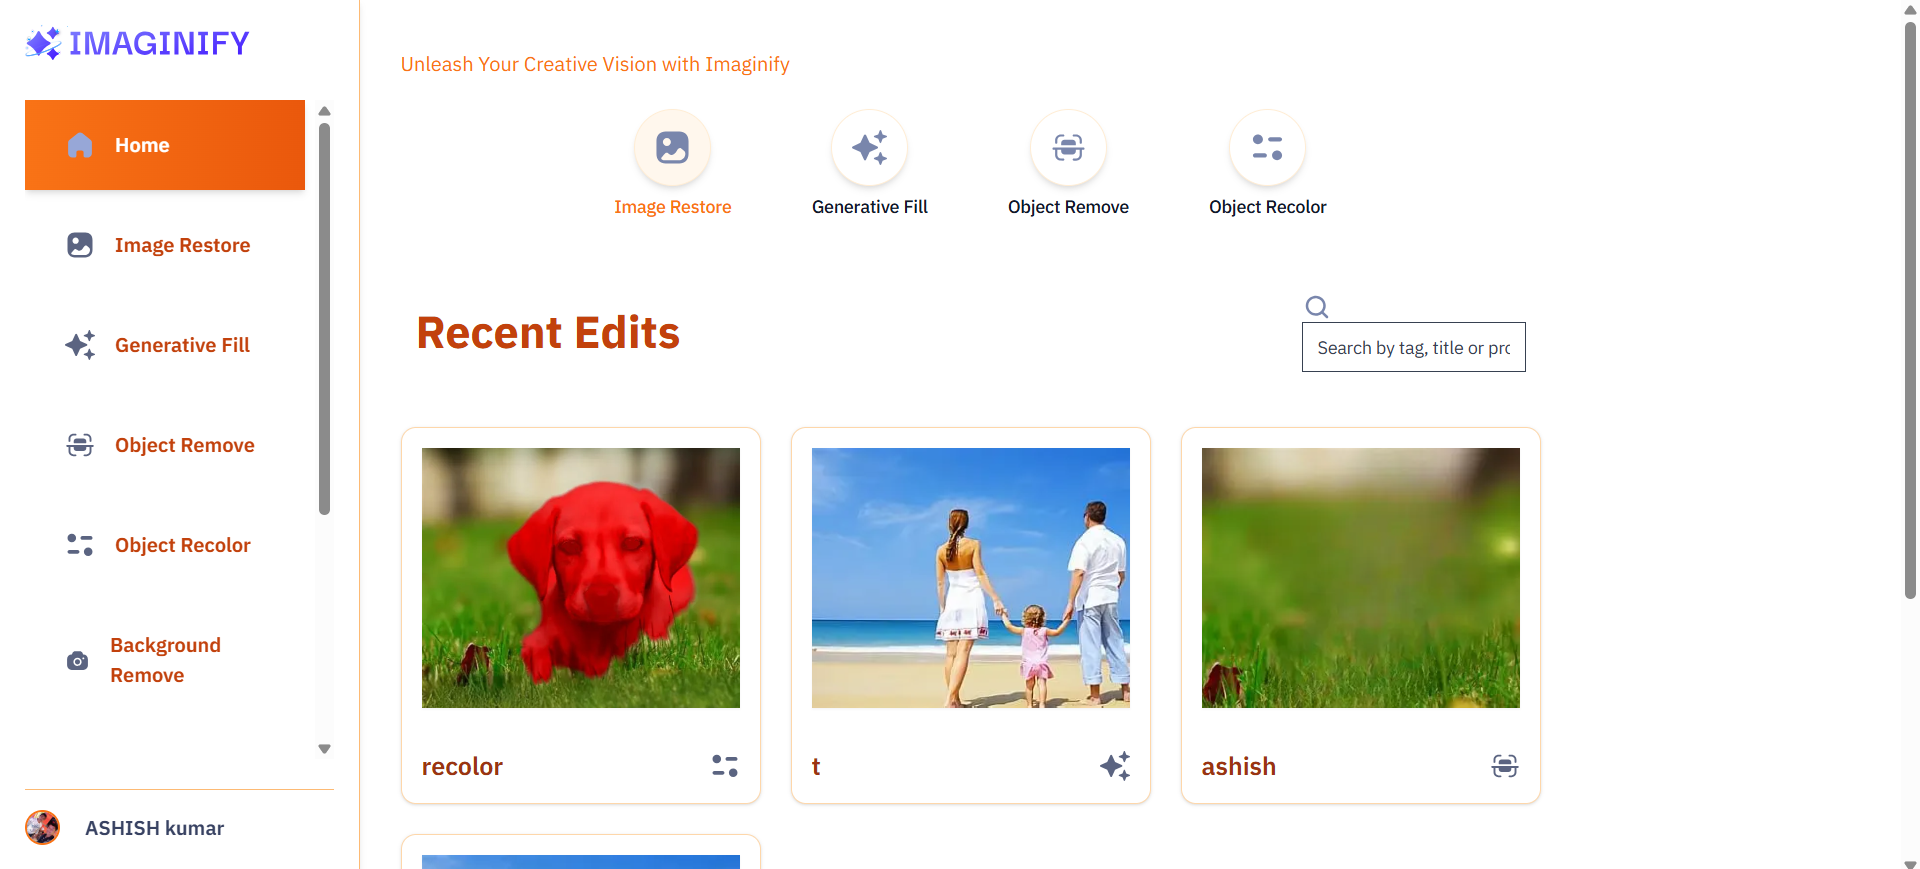 IMAGINIFY
Home
Image Restore
Generative Fill
Object Remove
Object Recolor
Background
Remove
ASHISH kumar
Unleash Your Creative Vision with Imaginify
Image Restore
Generative Fill
Object Remove
Object Recolor
Recent Edits
Search by tag, title or pro
recolor
t
ashish